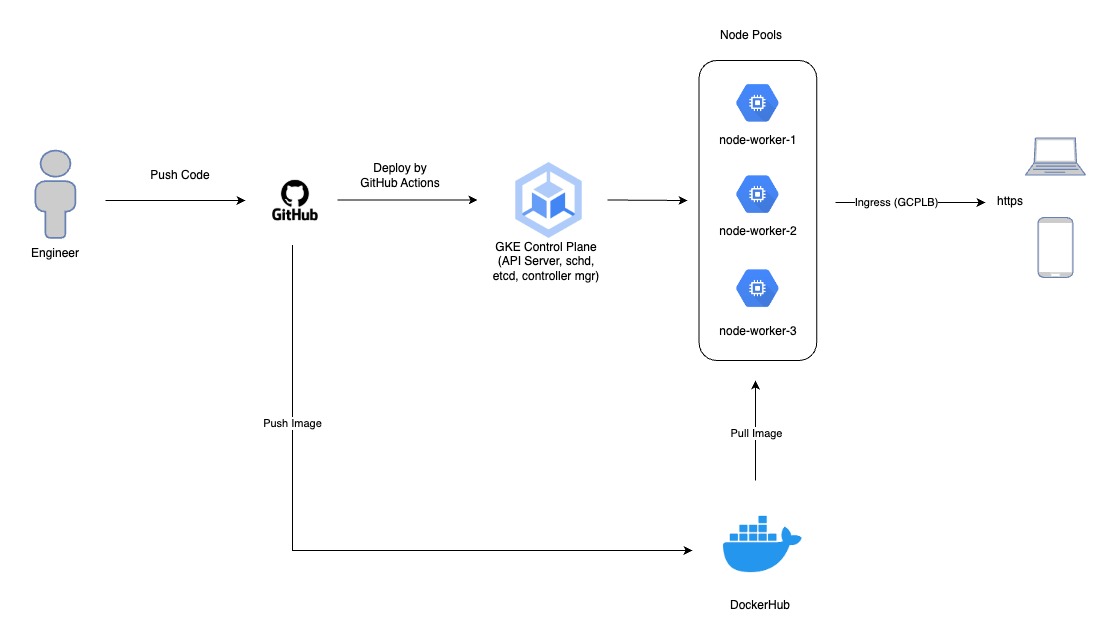 Node Pools
node-worker-1
node-worker-2
node-worker-3
Push Code
Engineer
GitHub
Deploy by
GitHub Actions
GKE Control Plane
(API Server, schd,
etcd, controller mgr)
Ingress (GCPLB)
https
Push Image
Pull Image
DockerHub